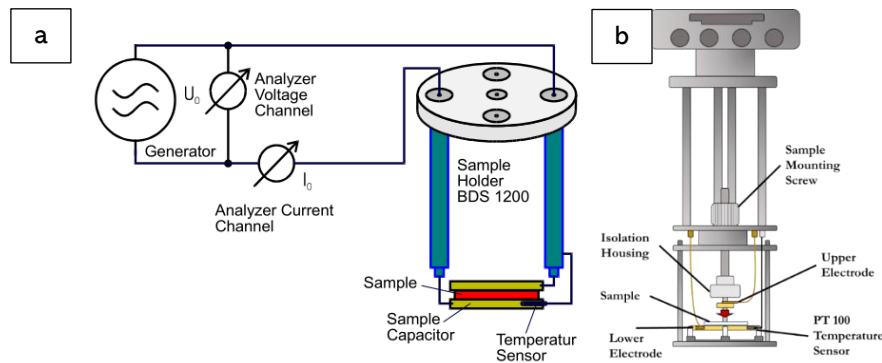 a
U0
Analyzer
Voltage
Channel
Generator
I0
Analyzer Current
Channel
Sample
Holder
BDS 1200
Sample
Sample
Capacitor
Temperatur
Sensor
b
Sample
Mounting
Screw
Isolation
Housing
Upper
Electrode
Sample
PT 100
Temperature
Sensor
Lower
Electrode